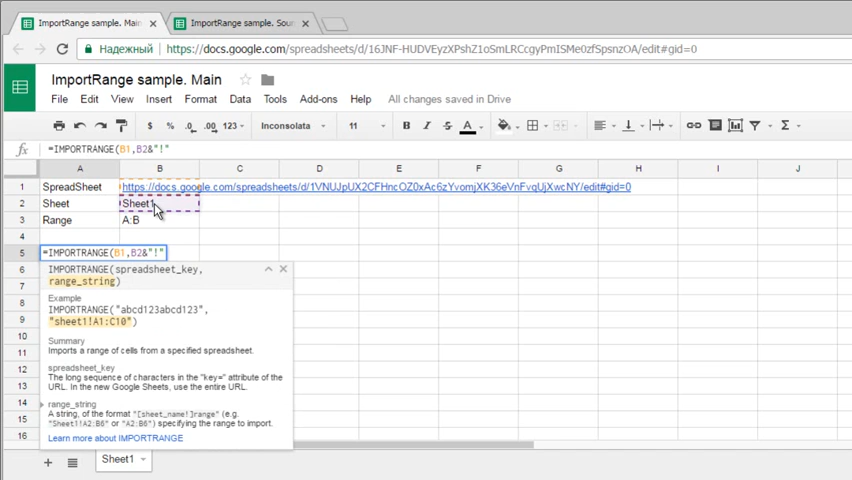 ImportRange sample. Main ×
ImportRange sample. Sour ×
Надежный https://docs.google.com/spreadsheets/d/16JNF-HUDVEyzXPshZ1oSmLRCcgyPmISMe0zfSpsnzOA/edit#gid=0
ImportRange sample. Main
File Edit View Insert Format Data Tools Add-ons Help All changes saved in Drive
$ % .0 .00 123 Inconsolata 11 B I S A Σ
fx =IMPORTRANGE(B1,B2&"!"
A B C D E F G H I J
1 SpreadSheet https://docs.google.com/spreadsheets/d/1VNUJpUX2CFHncOZ0xAc6zYvomjXK36eVnFvqUjXwcNY/edit#gid=0
2 Sheet Sheet1
3 Range A:B
4
5 =IMPORTRANGE(B1,B2&"!"
6 IMPORTRANGE(spreadsheet_key,
7 range_string)
8 Example
IMPORTRANGE("abcd123abcd123",
9 "sheet1!A1:C10")
10 Summary
11 Imports a range of cells from a specified spreadsheet.
12 spreadsheet_key
The long sequence of characters in the "key=" attribute of the
13 URL. In the new Google Sheets, use the entire URL.
14 range_string
A string, of the format "[sheet_name!]range" (e.g.
15 "Sheet1!A2:B6" or "A2:B6") specifying the range to import.
16 Learn more about IMPORTRANGE
+ Sheet1